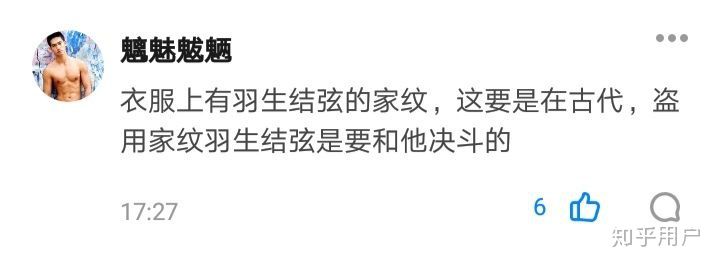 魑魅魃魉
衣服上有羽生结弦的家纹，这要是在古代，盗
用家纹羽生结弦是要和他决斗的
17:27
6
知乎用户